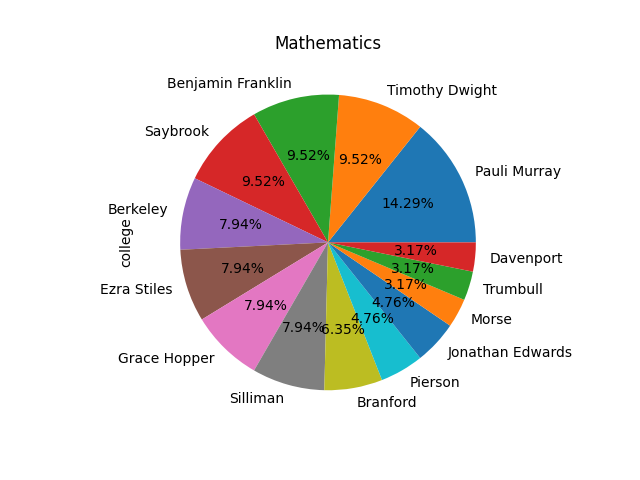 Mathematics
Pauli Murray
14.29%
Timothy Dwight
9.52%
Benjamin Franklin
9.52%
Saybrook
9.52%
Berkeley
7.94%
college
Ezra Stiles
7.94%
Grace Hopper
7.94%
Silliman
7.94%
Branford
6.35%
Pierson
4.76%
Jonathan Edwards
4.76%
Morse
3.17%
Trumbull
3.17%
Davenport
3.17%